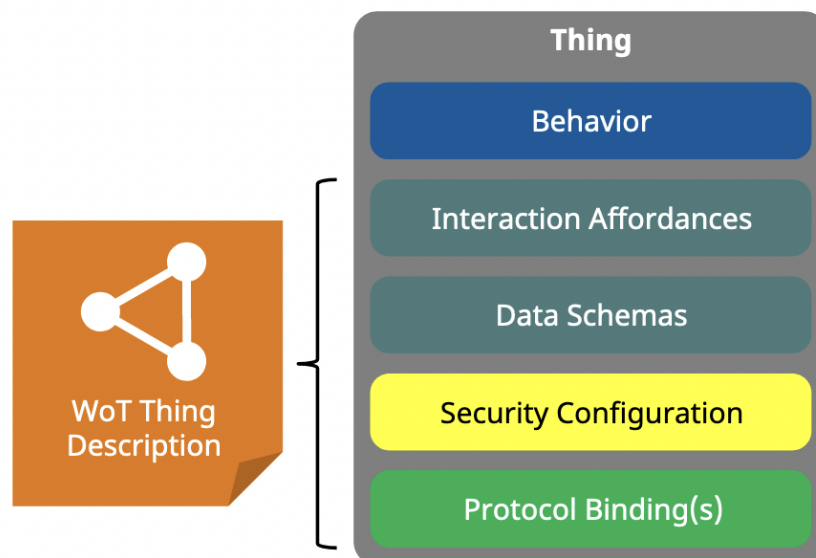 Thing
Behavior
Interaction Affordances
Data Schemas
Security Configuration
Protocol Binding(s)
WoT Thing
Description